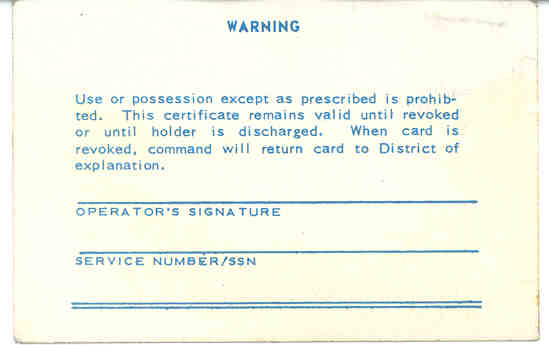 WARNING
Use or possession except as prescribed is prohib-
ted. This certificate remains valid until revoked
or until holder is discharged. When card is
revoked, command will return card to District of
explanation.
OPERATOR'S SIGNATURE
SERVICE NUMBER/SSN